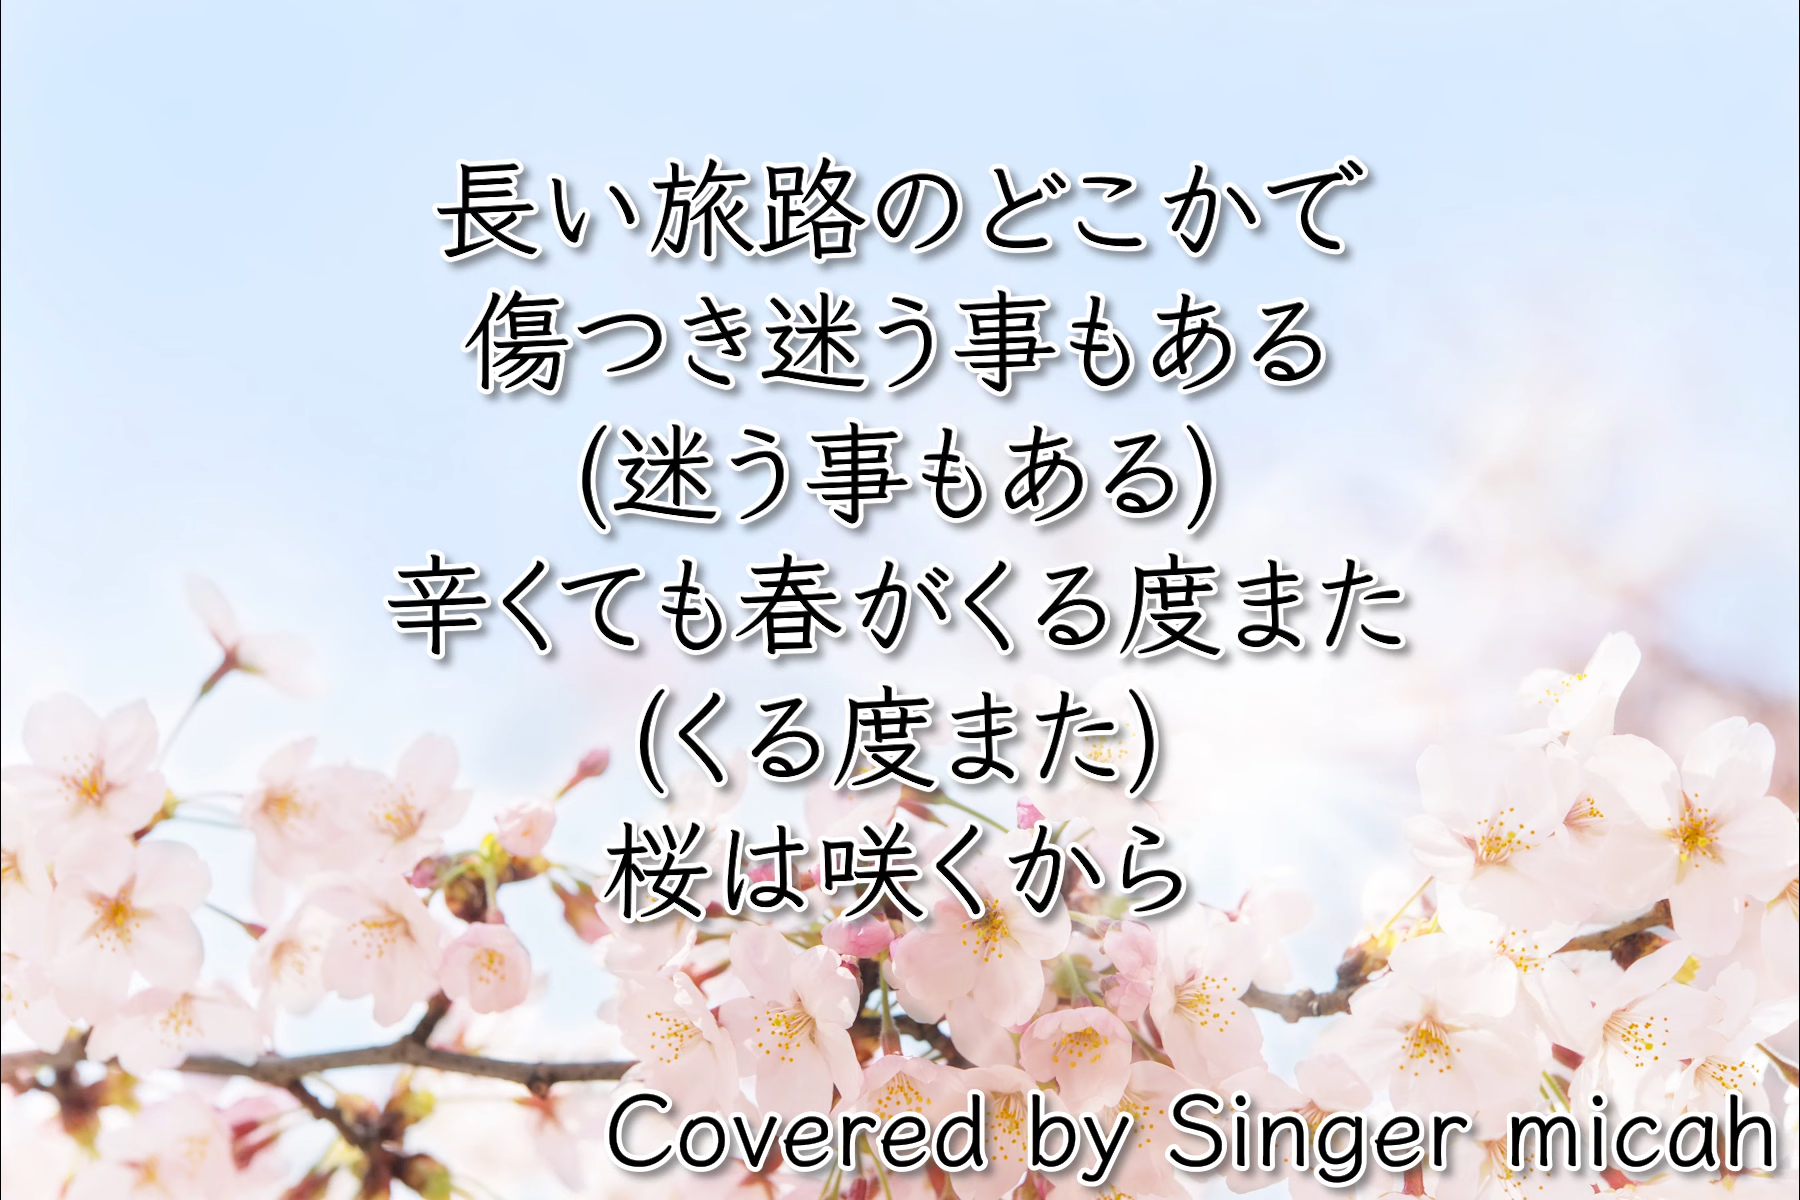 長い旅路のどこかで
傷つき迷う事もある
(迷う事もある)
辛くても春がくる度また
(くる度また)
桜は咲くから
Covered by Singer micah